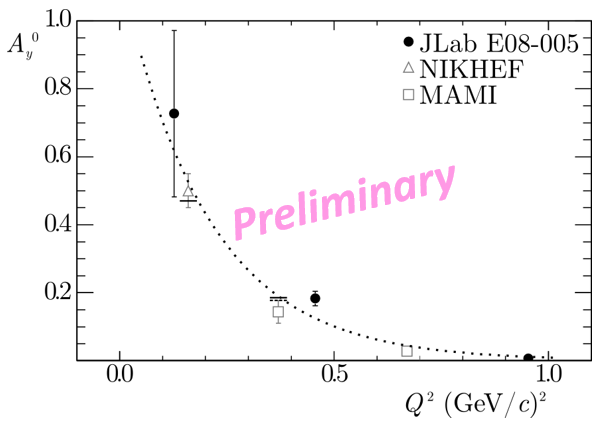 1.0
A_y^0
JLab E08-005
NIKHEF
0.8
MAMI
0.6
Preliminary
0.4
0.2
0.0 0.5 1.0
Q² (GeV/c)²